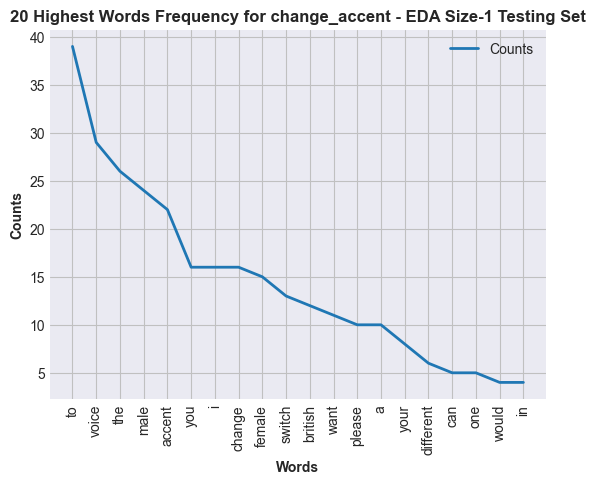 20 Highest Words Frequency for change_accent - EDA Size-1 Testing Set
Counts
40
35
30
25
20
15
10
5
Counts
to
voice
the
male
accent
you
i
change
female
switch
british
want
please
a
your
different
can
one
would
in
Words